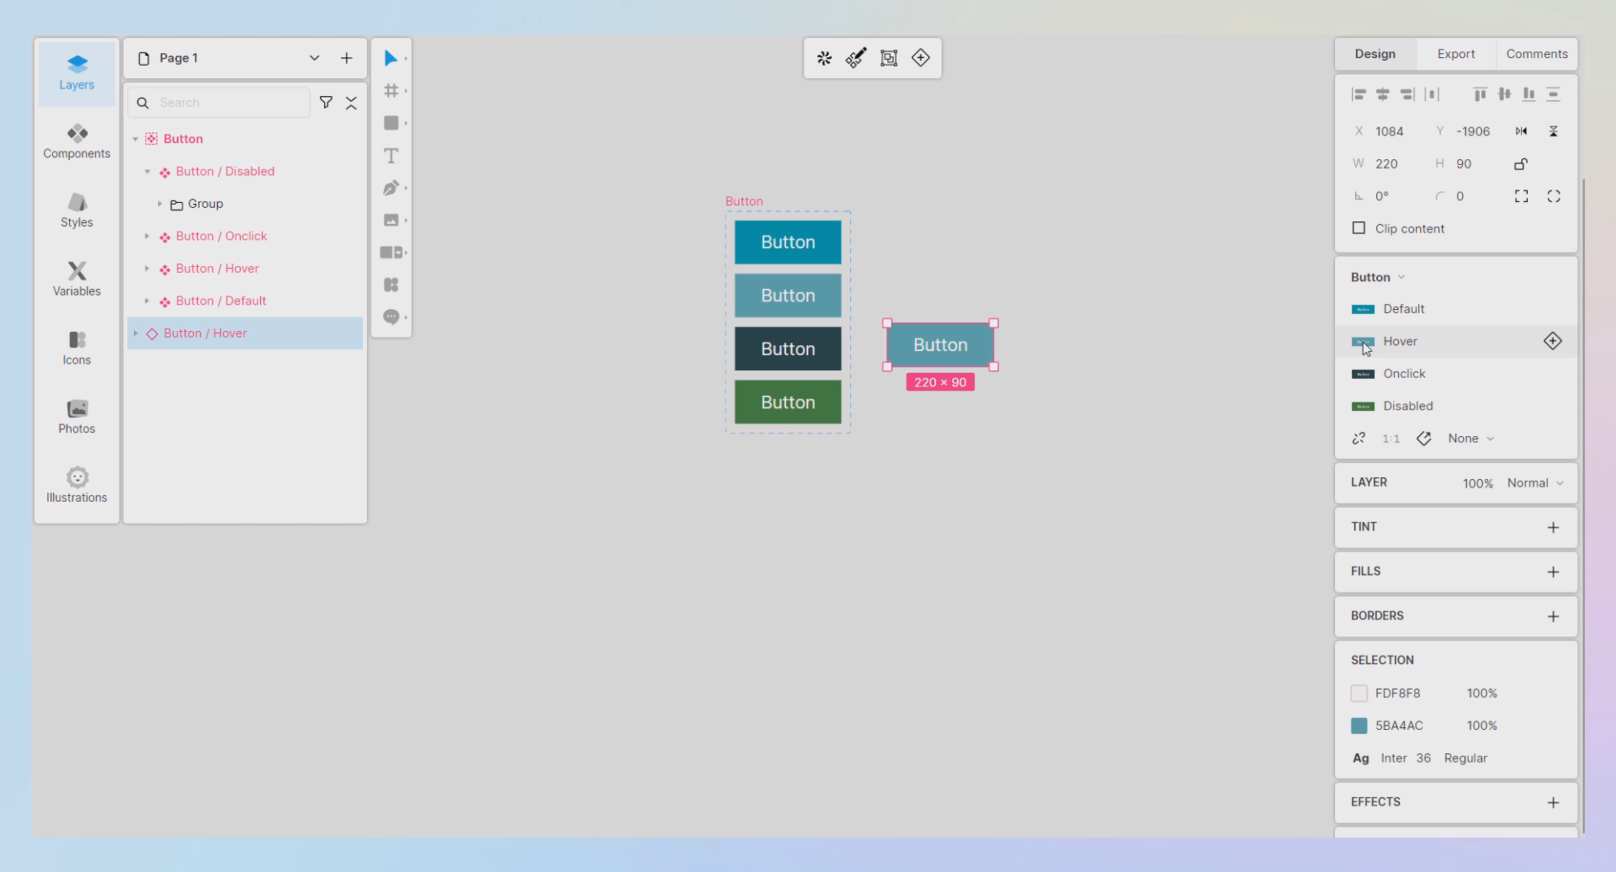 Layers
Components
Styles
Variables
Icons
Photos
Illustrations
Page 1
Search
Button
Button / Disabled
Group
Button / Onclick
Button / Hover
Button / Default
Button / Hover
T
Button
Button
Button
Button
Button
Button
220 × 90
Design Export Comments
X 1084 Y -1906
W 220 H 90
0° 0
Clip content
Button
Default
Hover
Onclick
Disabled
1:1 None
LAYER 100% Normal
TINT
FILLS
BORDERS
SELECTION
FDF8F8 100%
5BA4AC 100%
Ag Inter 36 Regular
EFFECTS